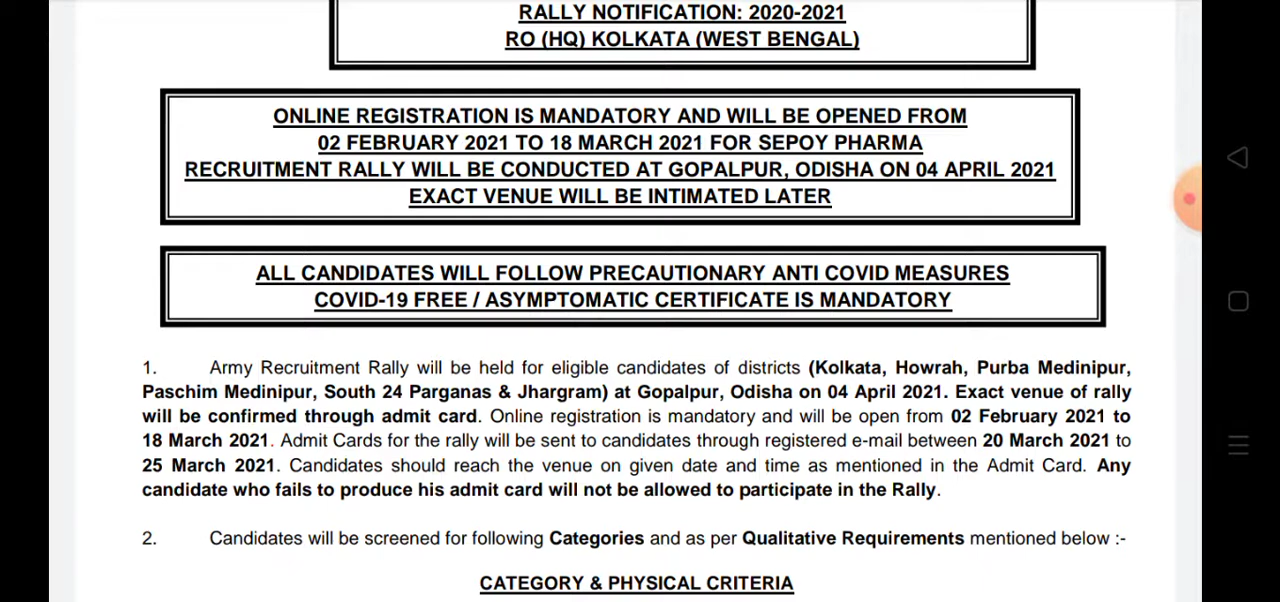 RALLY NOTIFICATION: 2020-2021
RO (HQ) KOLKATA (WEST BENGAL)
ONLINE REGISTRATION IS MANDATORY AND WILL BE OPENED FROM
02 FEBRUARY 2021 TO 18 MARCH 2021 FOR SEPOY PHARMA
RECRUITMENT RALLY WILL BE CONDUCTED AT GOPALPUR, ODISHA ON 04 APRIL 2021
EXACT VENUE WILL BE INTIMATED LATER
ALL CANDIDATES WILL FOLLOW PRECAUTIONARY ANTI COVID MEASURES
COVID-19 FREE / ASYMPTOMATIC CERTIFICATE IS MANDATORY
1. Army Recruitment Rally will be held for eligible candidates of districts (Kolkata, Howrah, Purba Medinipur,
Paschim Medinipur, South 24 Parganas & Jhargram) at Gopalpur, Odisha on 04 April 2021. Exact venue of rally
will be confirmed through admit card. Online registration is mandatory and will be open from 02 February 2021 to
18 March 2021. Admit Cards for the rally will be sent to candidates through registered e-mail between 20 March 2021 to
25 March 2021. Candidates should reach the venue on given date and time as mentioned in the Admit Card. Any
candidate who fails to produce his admit card will not be allowed to participate in the Rally.
2. Candidates will be screened for following Categories and as per Qualitative Requirements mentioned below :-
CATEGORY & PHYSICAL CRITERIA